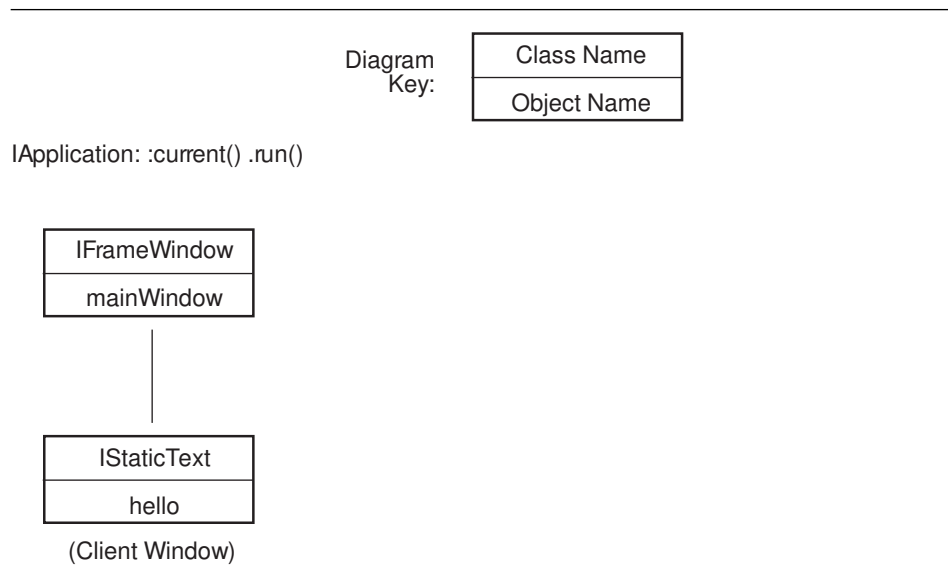 Diagram
Key:
Class Name
Object Name
IApplication: :current() .run()
IFrameWindow
mainWindow
IStaticText
hello
(Client Window)